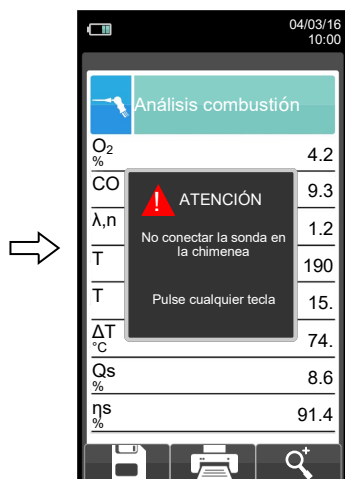 04/03/16
10:00
Análisis combustión
O2
%
4.2
CO
9.3
λ,n
1.2
T
190
T
15.
ΔT
°C
74.
Qs
%
8.6
ηs
%
91.4
! ATENCIÓN
No conectar la sonda en
la chimenea
Pulse cualquier tecla